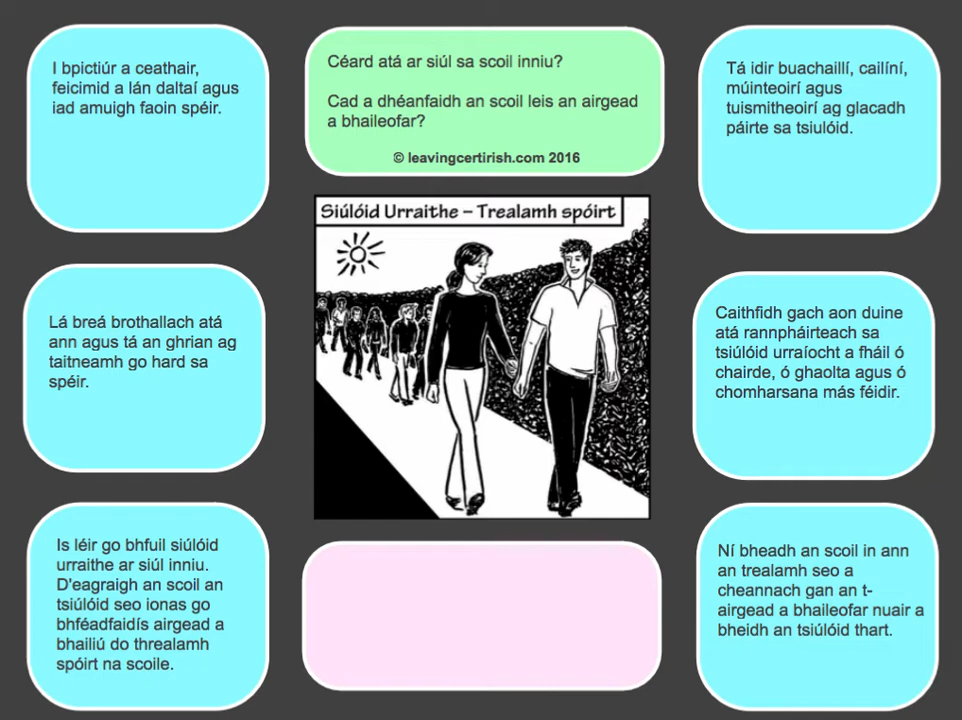 I bpictiúr a ceathair,
feicimid a lán daltaí agus
iad amuigh faoin spéir.
Lá breá brothallach atá
ann agus tá an ghrian ag
taitneamh go hard sa
spéir.
Is léir go bhfuil siúlóid
urraithe ar siúl inniu.
D'eagraigh an scoil an
tsiúlóid seo ionas go
bhféadfaidís airgead a
bhailiú do threalamh
spóirt na scoile.
Céard atá ar siúl sa scoil inniu?
Cad a dhéanfaidh an scoil leis an airgead
a bhaileofar?
© leavingcertirish.com 2016
Siúlóid Urraithe – Trealamh spóirt
Tá idir buachaillí, cailíní,
múinteoirí agus
tuismitheoirí ag glacadh
páirte sa tsiulóid.
Caithfidh gach aon duine
atá rannpháirteach sa
tsiúlóid urraíocht a fháil ó
chairde, ó ghaolta agus ó
chomharsana más féidir.
Ní bheadh an scoil in ann
an trealamh seo a
cheannach gan an t-
airgead a bhaileofar nuair a
bheidh an tsiúlóid thart.